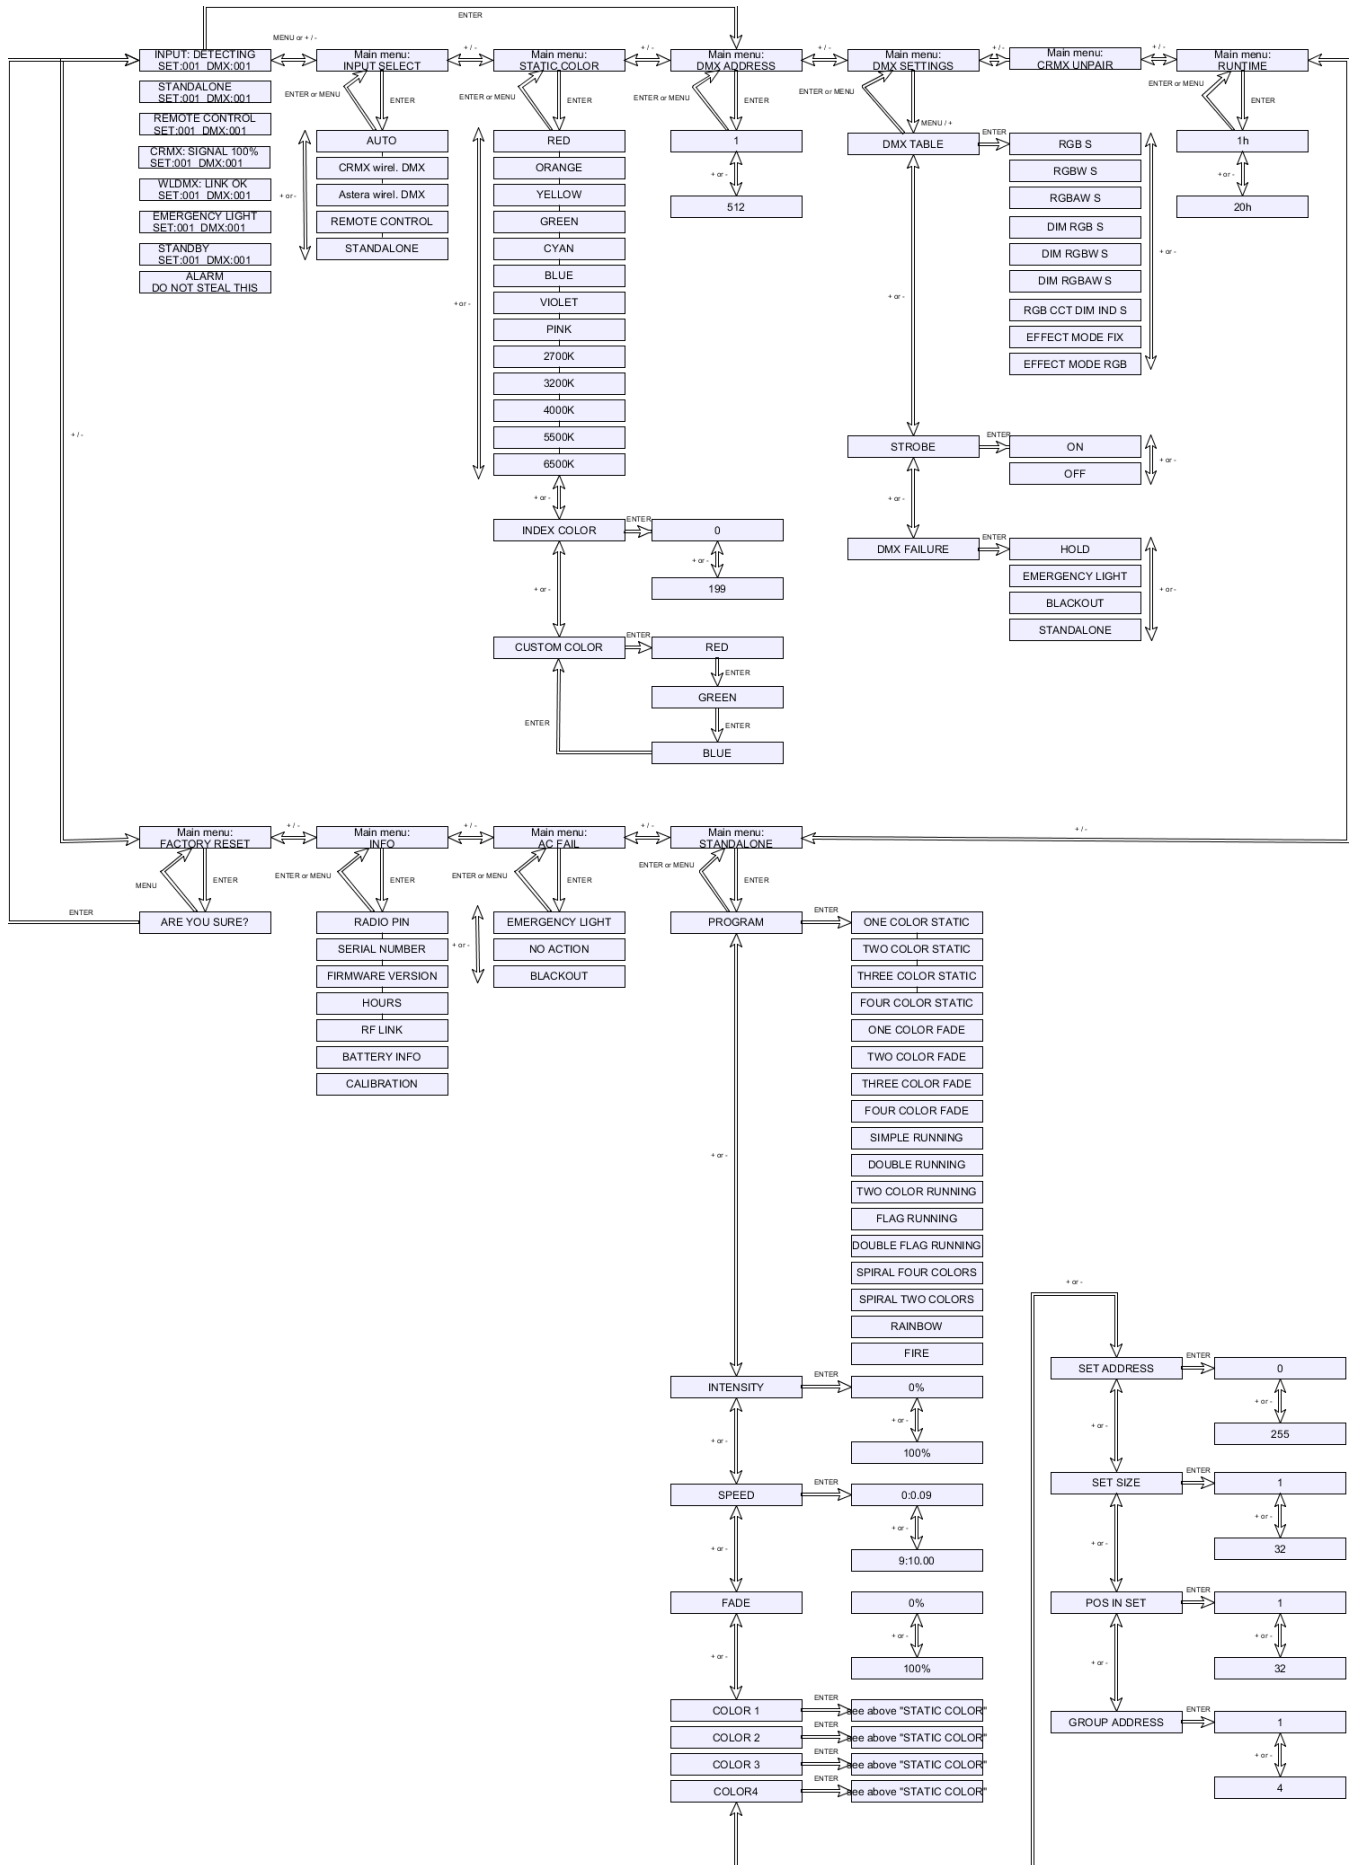 ENTER
MENU or + / -
+ / -
+ / -
+ / -
+ / -
+ / -
INPUT: DETECTING
SET:001 DMX:001
Main menu:
INPUT SELECT
Main menu:
STATIC COLOR
Main menu:
DMX ADDRESS
Main menu:
DMX SETTINGS
Main menu:
CRMX UNPAIR
Main menu:
RUNTIME
STANDALONE
SET:001 DMX:001
REMOTE CONTROL
SET:001 DMX:001
CRMX: SIGNAL 100%
SET:001 DMX:001
WLDMX: LINK OK
SET:001 DMX:001
EMERGENCY LIGHT
SET:001 DMX:001
STANDBY
SET:001 DMX:001
ALARM
DO NOT STEAL THIS
+ / -
ENTER or MENU
ENTER
AUTO
CRMX wirel. DMX
Astera wirel. DMX
REMOTE CONTROL
STANDALONE
+ or -
ENTER or MENU
ENTER
RED
ORANGE
YELLOW
GREEN
CYAN
BLUE
VIOLET
PINK
2700K
3200K
4000K
5500K
6500K
+ or -
+ or -
INDEX COLOR
ENTER
0
+ or -
199
+ or -
CUSTOM COLOR
ENTER
RED
ENTER
GREEN
ENTER
BLUE
ENTER
ENTER or MENU
ENTER
1
+ or -
512
ENTER or MENU
MENU / +
DMX TABLE
ENTER
RGB S
RGBW S
RGBAW S
DIM RGB S
DIM RGBW S
DIM RGBAW S
RGB CCT DIM IND S
EFFECT MODE FIX
EFFECT MODE RGB
+ or -
+ or -
STROBE
ENTER
ON
OFF
+ or -
+ or -
DMX FAILURE
ENTER
HOLD
EMERGENCY LIGHT
BLACKOUT
STANDALONE
+ or -
ENTER or MENU
ENTER
1h
+ or -
20h
+ / -
+ / -
+ / -
+ / -
Main menu:
FACTORY RESET
Main menu:
INFO
Main menu:
AC FAIL
Main menu:
STANDALONE
MENU
ENTER
ENTER
ARE YOU SURE?
ENTER or MENU
ENTER
RADIO PIN
SERIAL NUMBER
FIRMWARE VERSION
HOURS
RF LINK
BATTERY INFO
CALIBRATION
ENTER or MENU
ENTER
+ or -
EMERGENCY LIGHT
NO ACTION
BLACKOUT
ENTER or MENU
ENTER
PROGRAM
ENTER
ONE COLOR STATIC
TWO COLOR STATIC
THREE COLOR STATIC
FOUR COLOR STATIC
ONE COLOR FADE
TWO COLOR FADE
THREE COLOR FADE
FOUR COLOR FADE
SIMPLE RUNNING
DOUBLE RUNNING
TWO COLOR RUNNING
FLAG RUNNING
DOUBLE FLAG RUNNING
SPIRAL FOUR COLORS
SPIRAL TWO COLORS
RAINBOW
FIRE
+ or -
INTENSITY
ENTER
0%
+ or -
100%
+ or -
SPEED
ENTER
0:0.09
+ or -
9:10.00
+ or -
FADE
0%
+ or -
100%
+ or -
COLOR 1
ENTER
see above "STATIC COLOR"
COLOR 2
ENTER
see above "STATIC COLOR"
COLOR 3
ENTER
see above "STATIC COLOR"
COLOR4
ENTER
see above "STATIC COLOR"
+ or -
SET ADDRESS
ENTER
0
+ or -
255
+ or -
SET SIZE
ENTER
1
+ or -
32
+ or -
POS IN SET
ENTER
1
+ or -
32
+ or -
GROUP ADDRESS
ENTER
1
+ or -
4